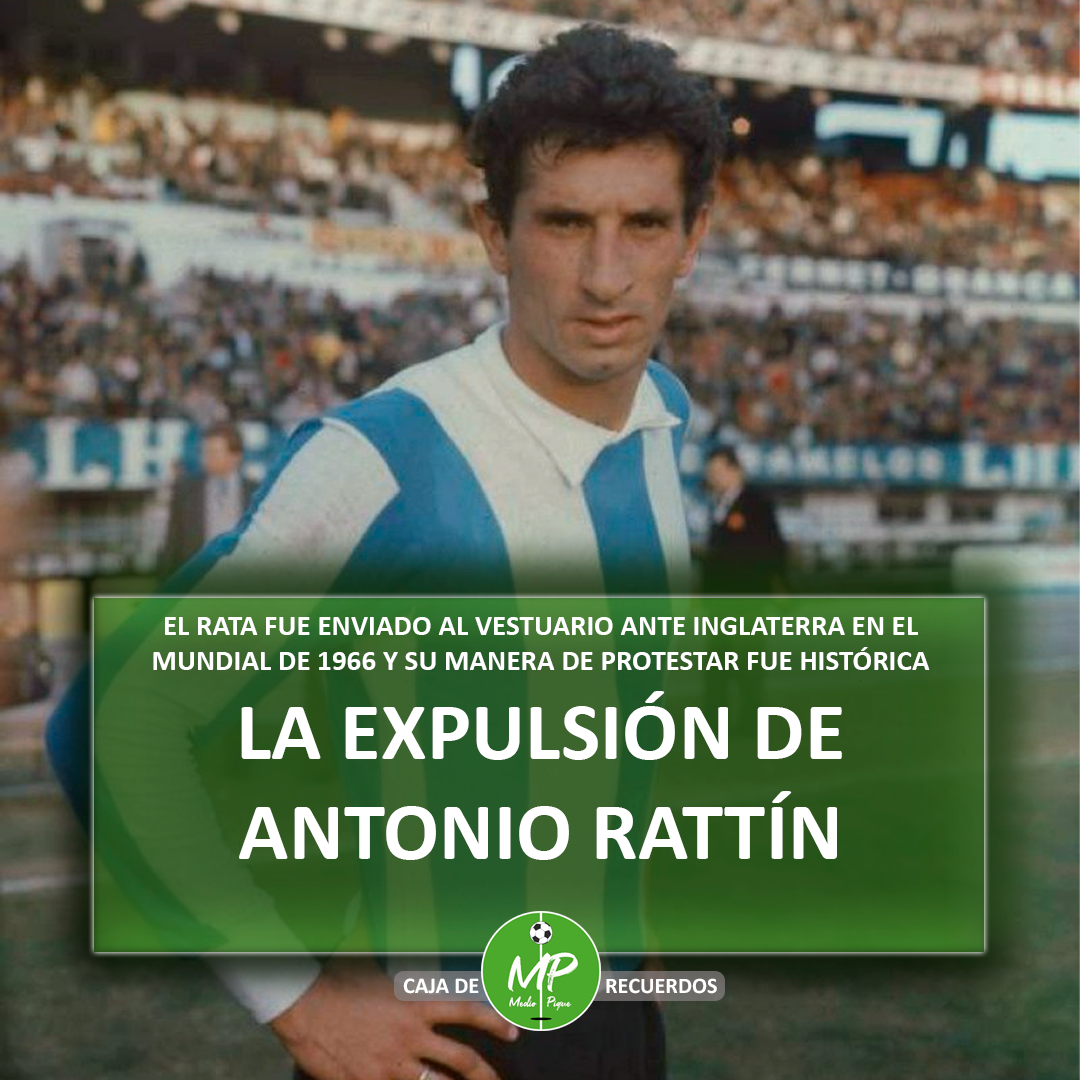 EL RATA FUE ENVIADO AL VESTUARIO ANTE INGLATERRA EN EL
MUNDIAL DE 1966 Y SU MANERA DE PROTESTAR FUE HISTÓRICA
LA EXPULSIÓN DE
ANTONIO RATTÍN
CAJA DE
MP
Medio Pique
RECUERDOS